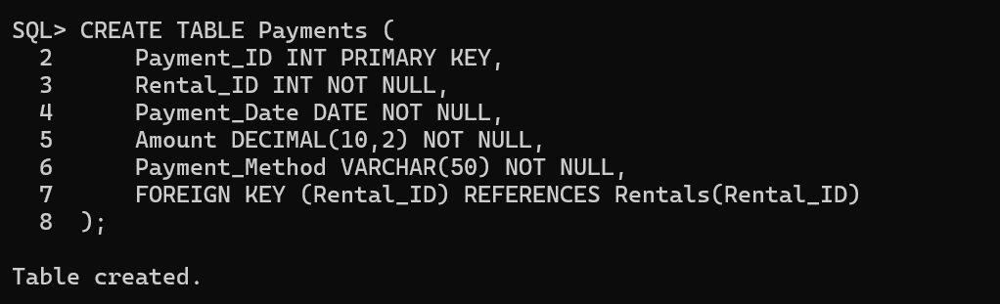 SQL> CREATE TABLE Payments (
  2      Payment_ID INT PRIMARY KEY,
  3      Rental_ID INT NOT NULL,
  4      Payment_Date DATE NOT NULL,
  5      Amount DECIMAL(10,2) NOT NULL,
  6      Payment_Method VARCHAR(50) NOT NULL,
  7      FOREIGN KEY (Rental_ID) REFERENCES Rentals(Rental_ID)
  8  );
Table created.